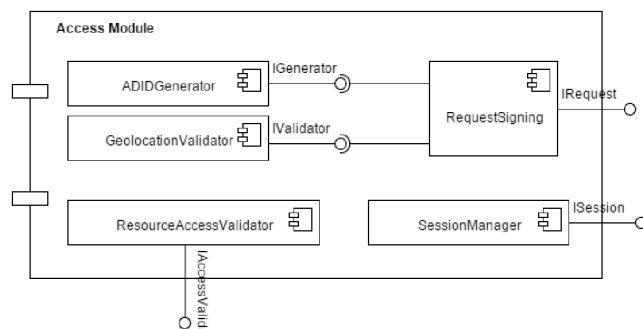 Access Module
IGenerator
ADIDGenerator
IRequest
RequestSigning
IValidator
GeolocationValidator
ISession
ResourceAccessValidator
SessionManager
IAccessValid